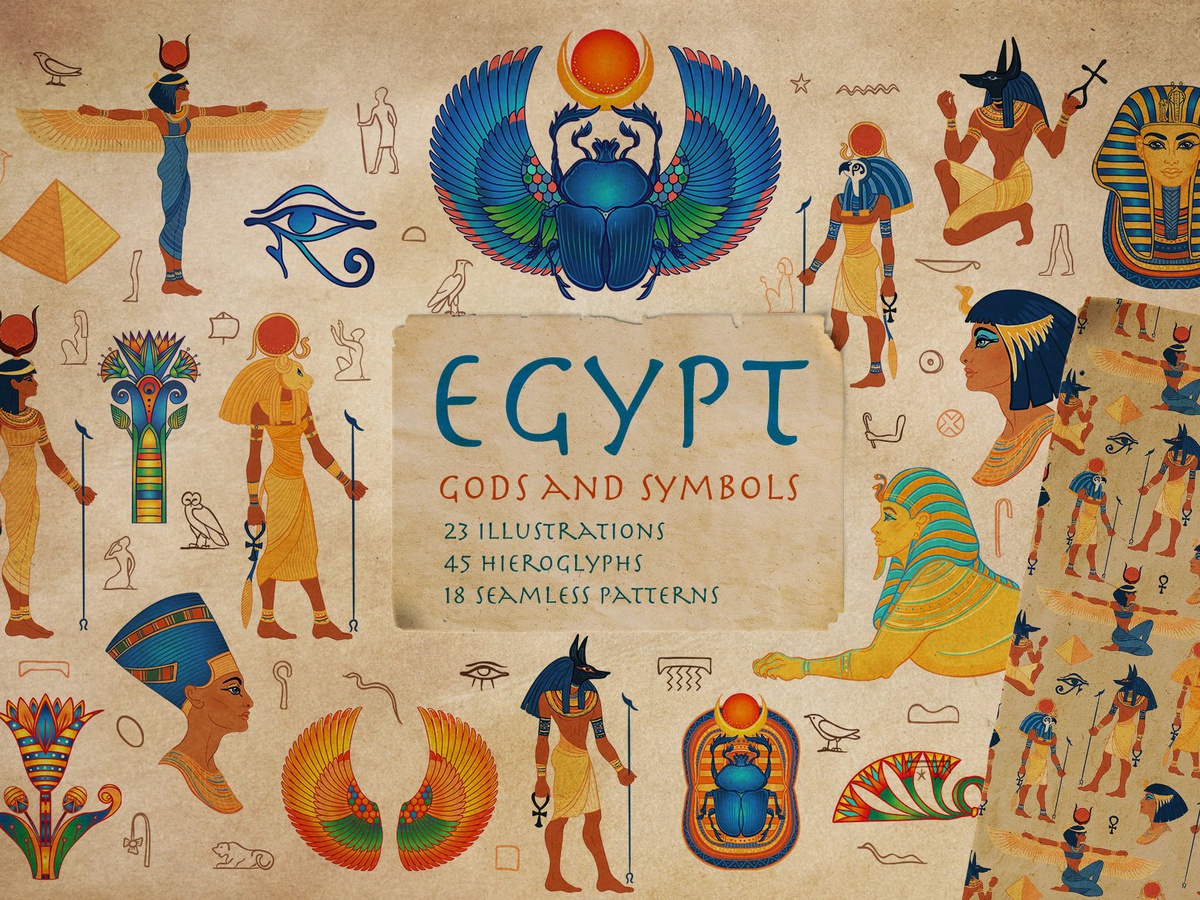 EGYPT
GODS AND SYMBOLS
23 ILLUSTRATIONS
45 HIEROGLYPHS
18 SEAMLESS PATTERNS